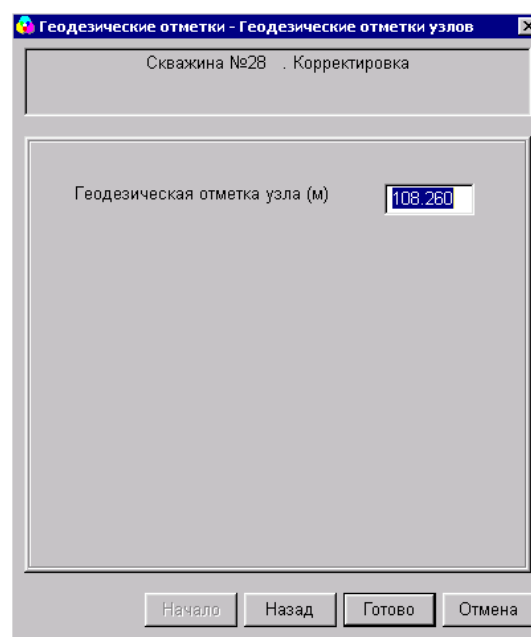 Геодезические отметки - Геодезические отметки узлов
Скважина №28 . Корректировка
Геодезическая отметка узла (м) 108.260
Начало Назад Готово Отмена